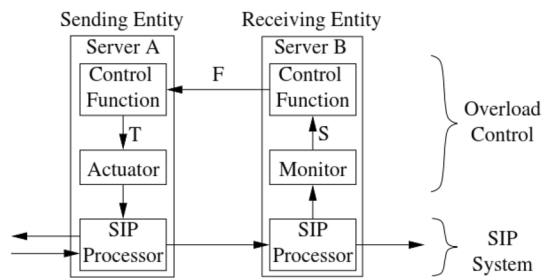 Sending Entity
Receiving Entity
Server A
Server B
Control
Function
F
Control
Function
T
S
Actuator
Monitor
Overload
Control
SIP
Processor
SIP
Processor
SIP
System